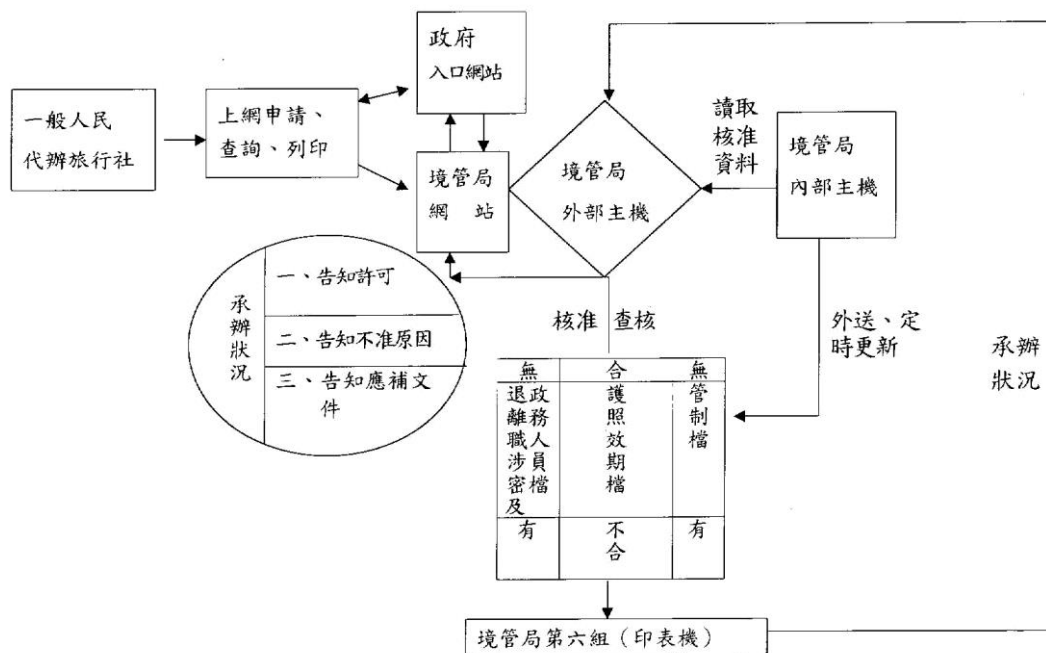 政府
入口網站
一般人民
代辦旅行社
上網申請、
查詢、列印
境管局
網 站
境管局
外部主機
讀取
核准
資料
境管局
內部主機
承辦狀況
一、告知許可
二、告知不准原因
三、告知應補文
件
核准 查核
外送、定
時更新
承辦
狀況
無 合 無
退離職涉密及
政務人員檔
護照效期檔
管制檔
有 不合 有
境管局第六組（印表機）